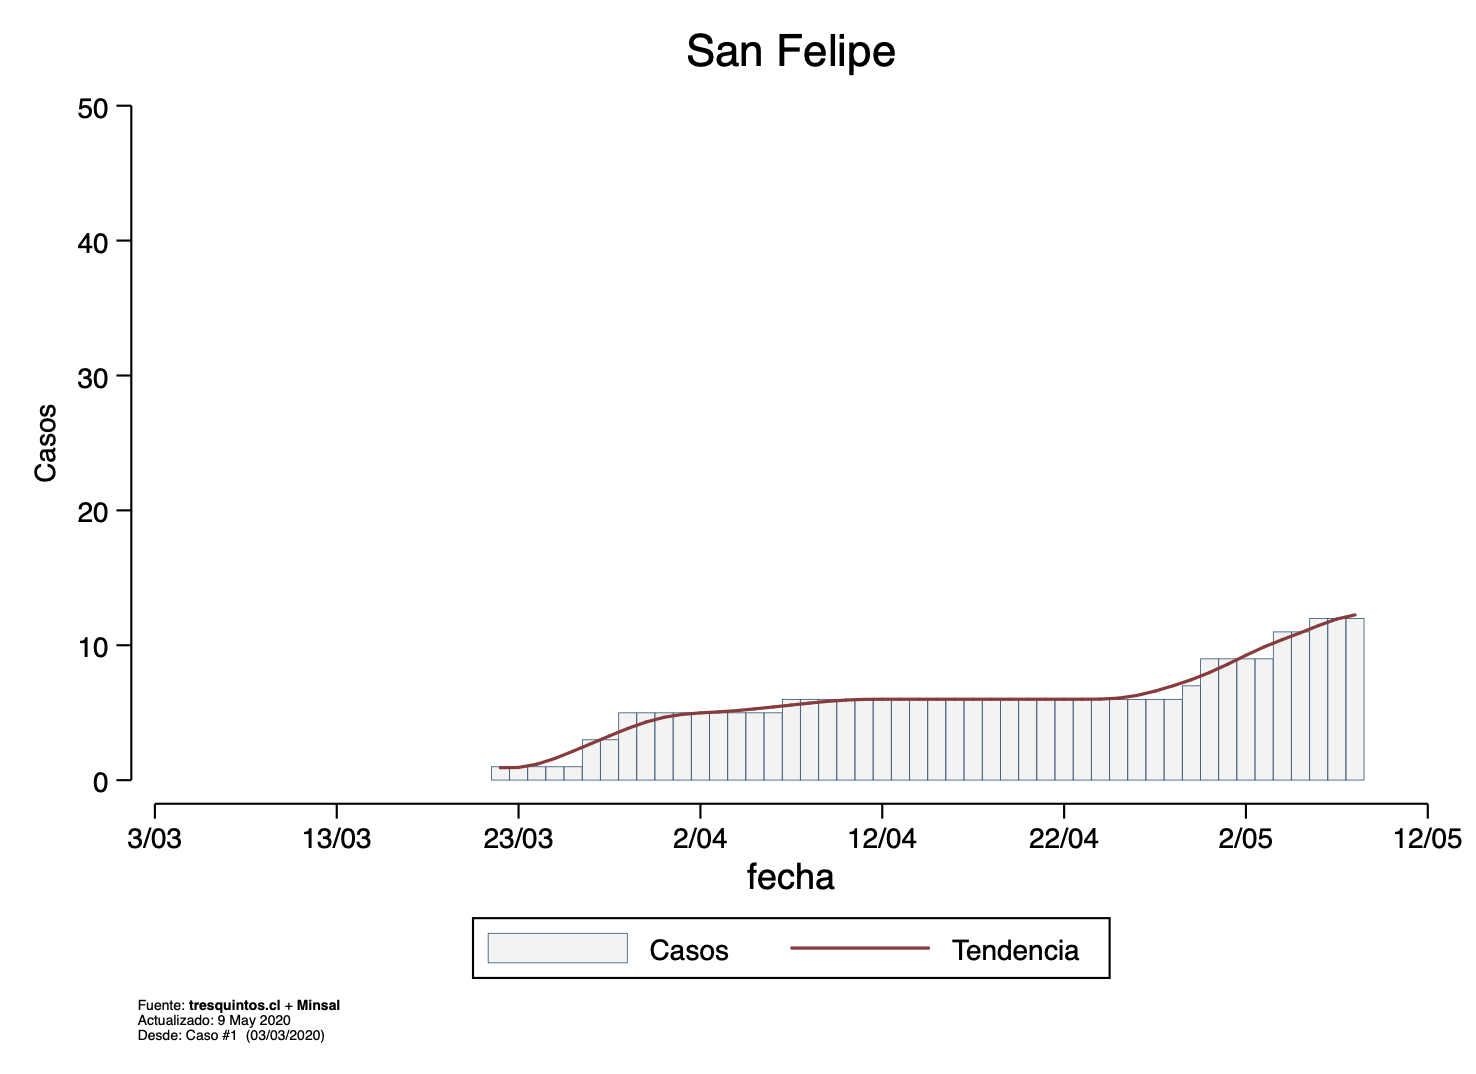 San Felipe
50
40
30
20
10
0
Casos
3/03 13/03 23/03 2/04 12/04 22/04 2/05 12/05
fecha
Casos Tendencia
Fuente: tresquintos.cl + Minsal
Actualizado: 9 May 2020
Desde: Caso #1 (03/03/2020)